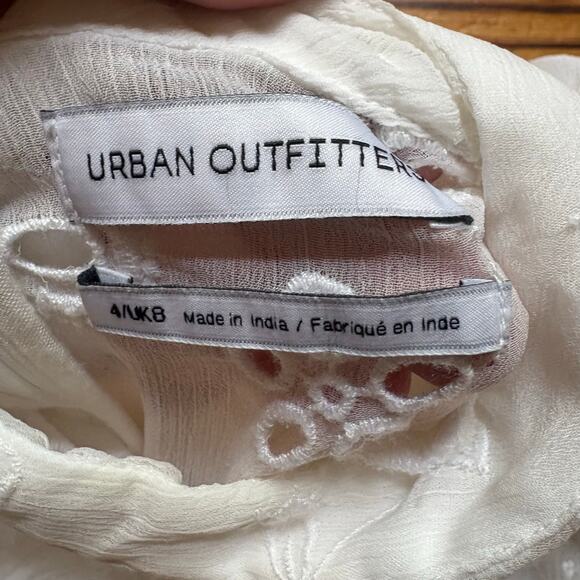 URBAN OUTFITTERS
4/UK8 Made in India / Fabriqué en Inde